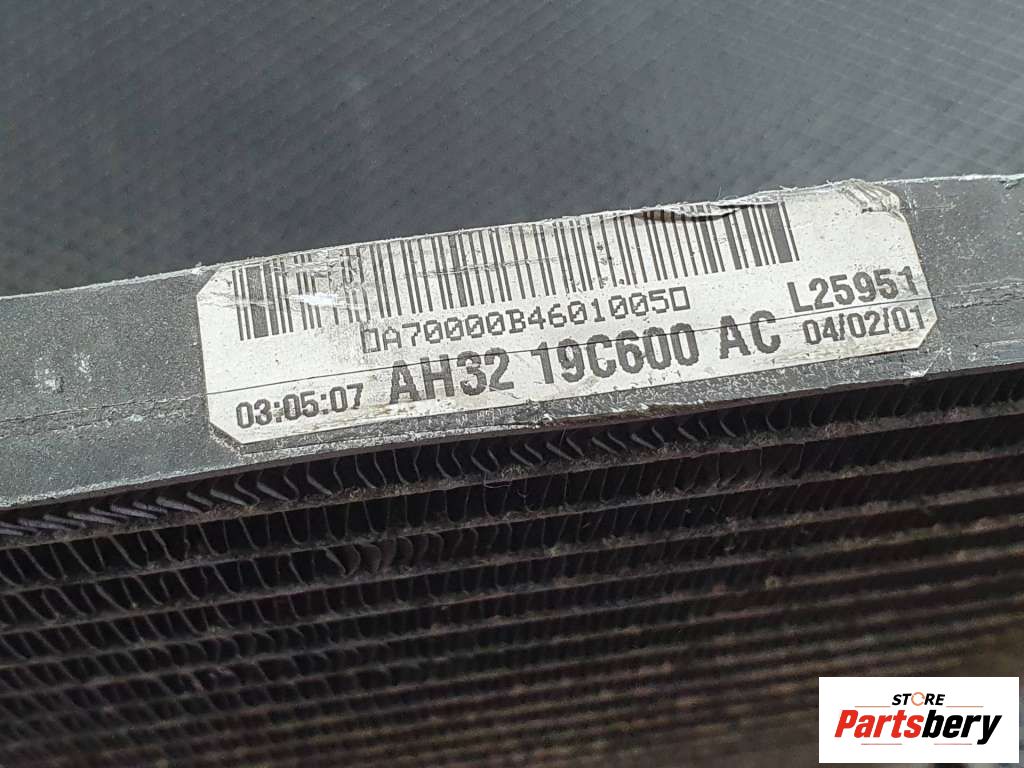 DA70000B4601005D
L25951
03:05:07 AH32 19C600 AC 04/02/01
STORE
Partsbery